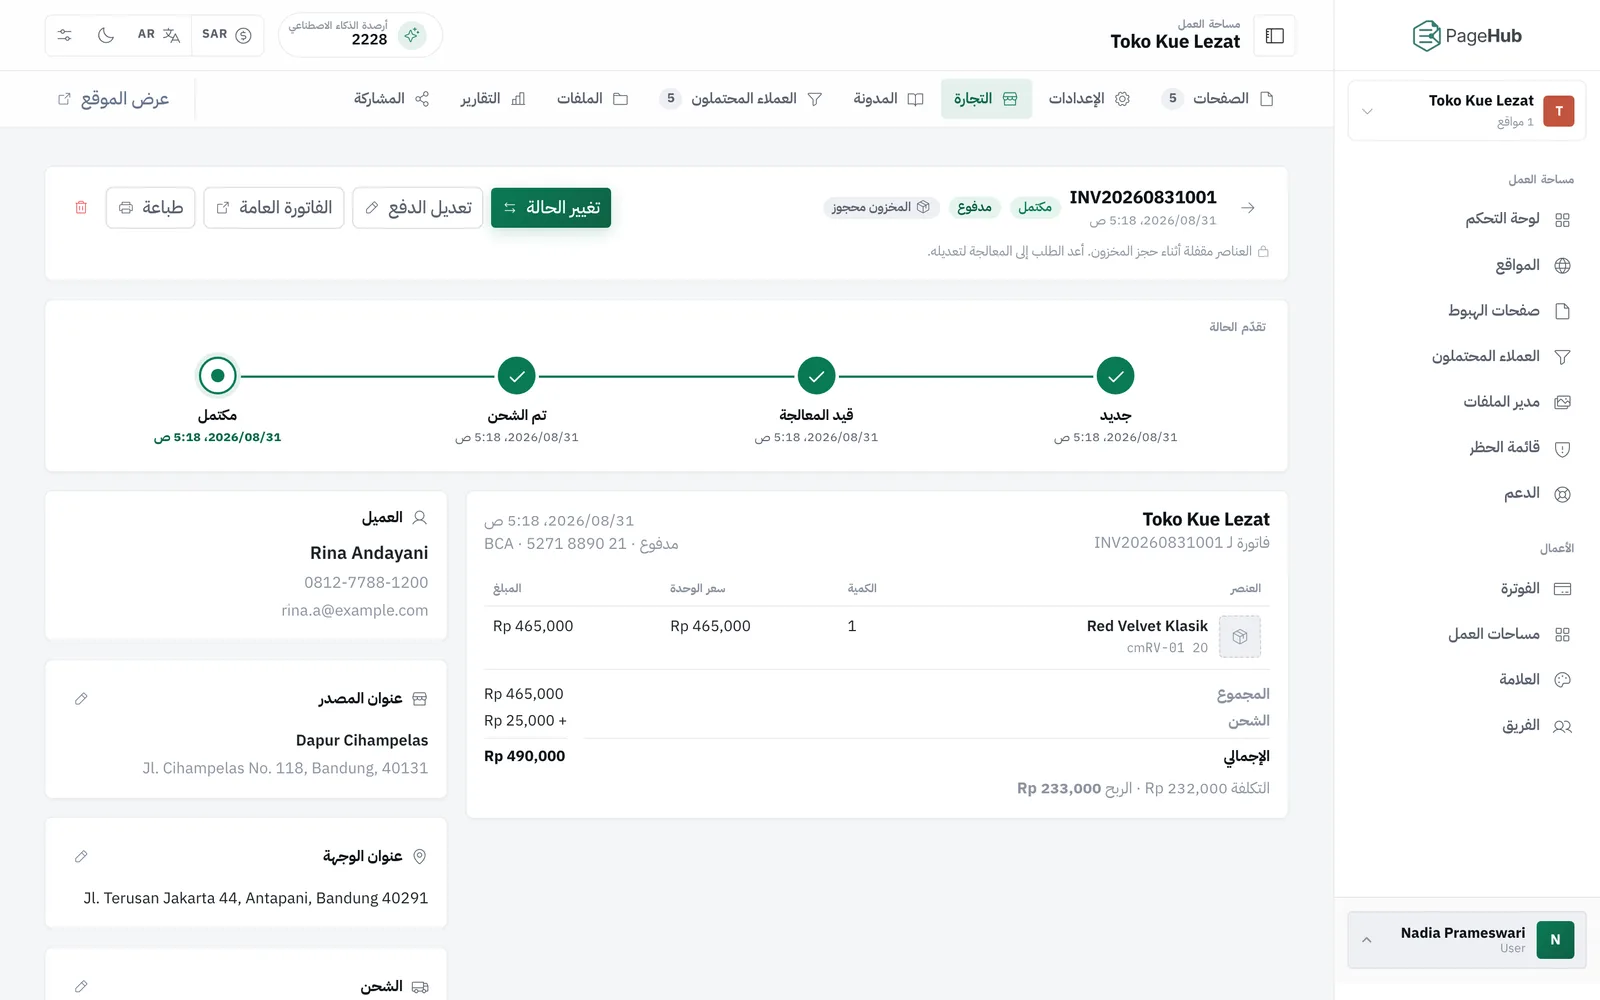 PageHub
Toko Kue Lezat
1 مواقع
T
مساحة العمل
لوحة التحكم
المواقع
صفحات الهبوط
العملاء المحتملون
مدير الملفات
قائمة الحظر
الدعم
الأعمال
الفوترة
مساحات العمل
العلامة
الفريق
Nadia Prameswari
User
N
مساحة العمل
Toko Kue Lezat
أرصدة الذكاء الاصطناعي
2228
SAR
AR
الصفحات 5
الإعدادات
التجارة
المدونة
العملاء المحتملون 5
الملفات
التقارير
المشاركة
عرض الموقع
INV20260831001
مكتمل
مدفوع
المخزون محجوز
2026/08/31، 5:18 ص
العناصر مقفلة أثناء حجز المخزون. أعد الطلب إلى المعالجة لتعديله.
تغيير الحالة
تعديل الدفع
الفاتورة العامة
طباعة
تقدّم الحالة
جديد
2026/08/31، 5:18 ص
قيد المعالجة
2026/08/31، 5:18 ص
تم الشحن
2026/08/31، 5:18 ص
مكتمل
2026/08/31، 5:18 ص
Toko Kue Lezat
فاتورة لـ INV20260831001
2026/08/31، 5:18 ص
مدفوع · BCA · 5271 8890 21
العنصر الكمية سعر الوحدة المبلغ
Red Velvet Klasik 1 Rp 465,000 Rp 465,000
cmRV-01 20
المجموع Rp 465,000
الشحن Rp 25,000 +
الإجمالي Rp 490,000
التكلفة Rp 232,000 · الربح Rp 233,000
العميل
Rina Andayani
0812-7788-1200
rina.a@example.com
عنوان المصدر
Dapur Cihampelas
Jl. Cihampelas No. 118, Bandung, 40131
عنوان الوجهة
Jl. Terusan Jakarta 44, Antapani, Bandung 40291
الشحن